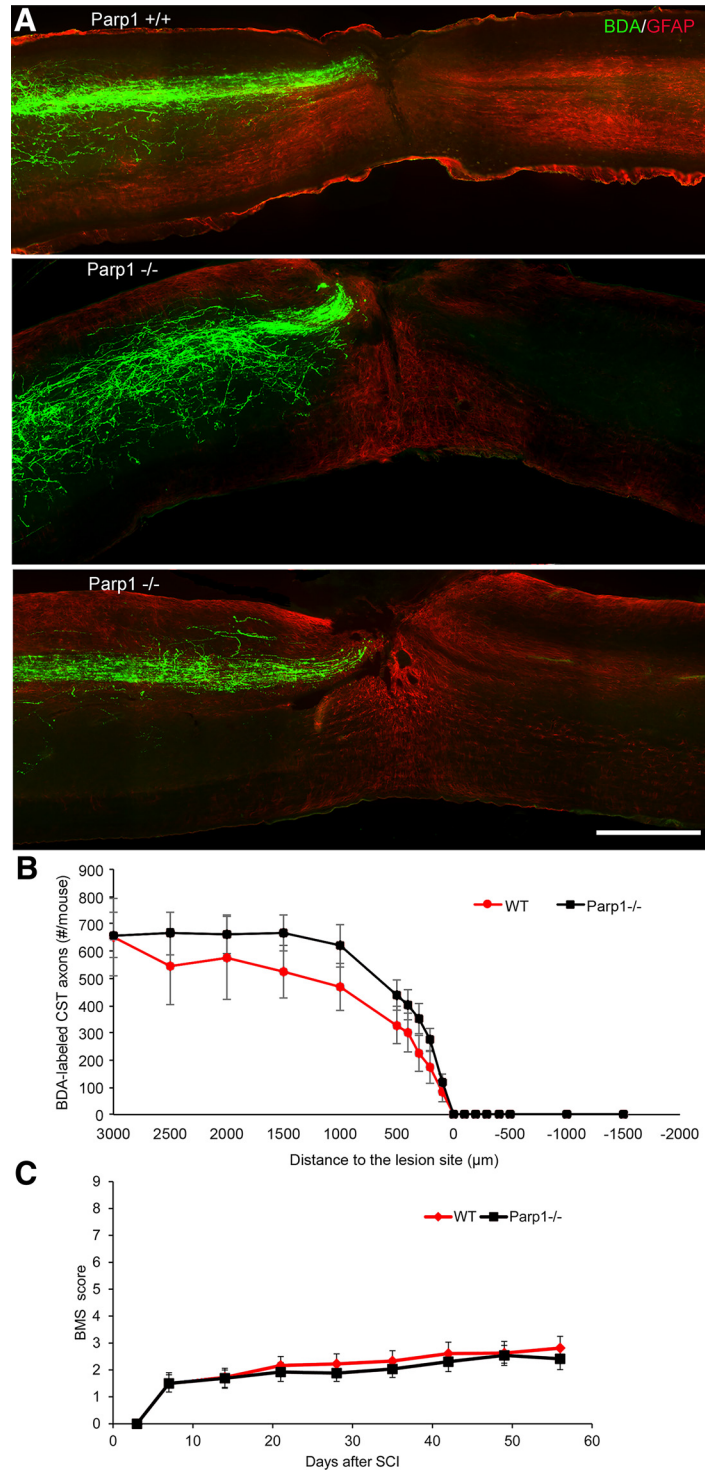 A
Parp1 +/+
BDA/GFAP
Parp1 -/-
Parp1 -/-
B
900
800
700
600
500
400
300
200
100
0
BDA-labeled CST axons (#/mouse)
WT
Parp1-/-
3000 2500 2000 1500 1000 500 0 -500 -1000 -1500 -2000
Distance to the lesion site (µm)
C
9
8
7
6
5
4
3
2
1
0
BMS score
WT
Parp1-/-
0 10 20 30 40 50 60
Days after SCI